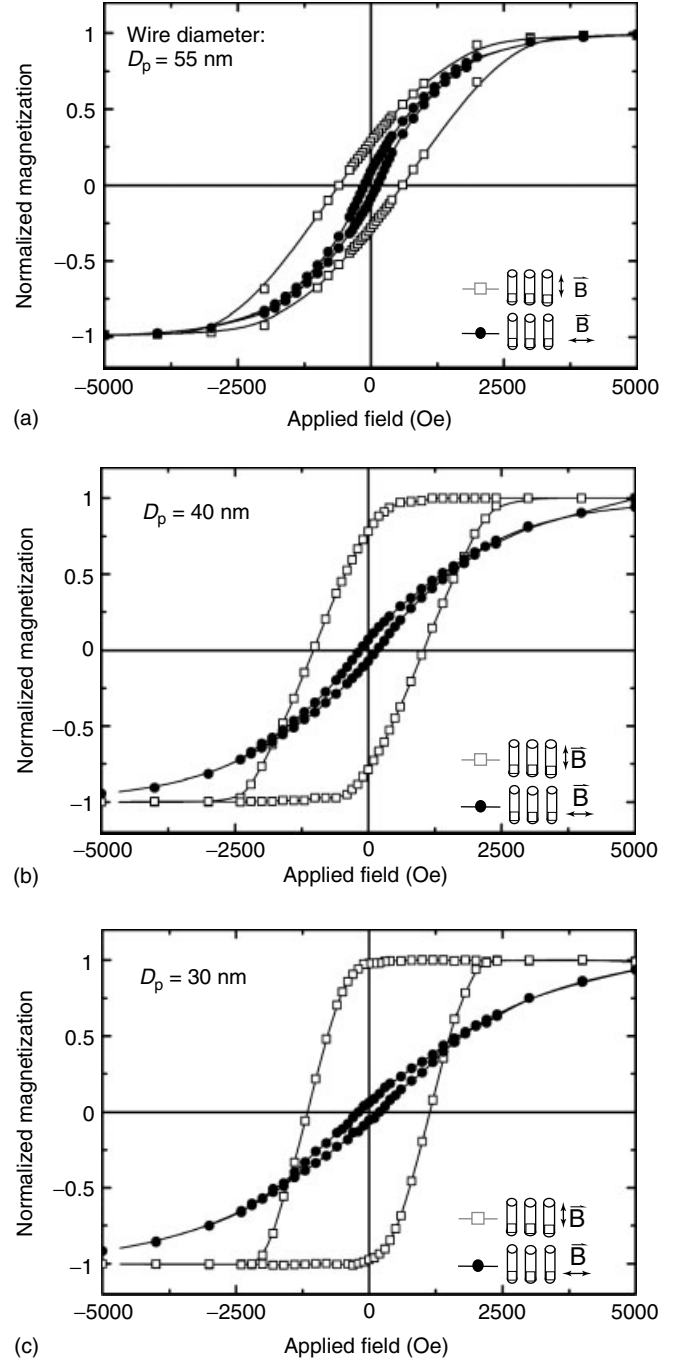 Wire diameter:
Dp = 55 nm
Normalized magnetization
1
0.5
0
−0.5
−1
B
B
−5000 −2500 0 2500 5000
Applied field (Oe)
(a)
Dp = 40 nm
Normalized magnetization
1
0.5
0
−0.5
−1
B
B
−5000 −2500 0 2500 5000
Applied field (Oe)
(b)
Dp = 30 nm
Normalized magnetization
1
0.5
0
−0.5
−1
B
B
−5000 −2500 0 2500 5000
Applied field (Oe)
(c)